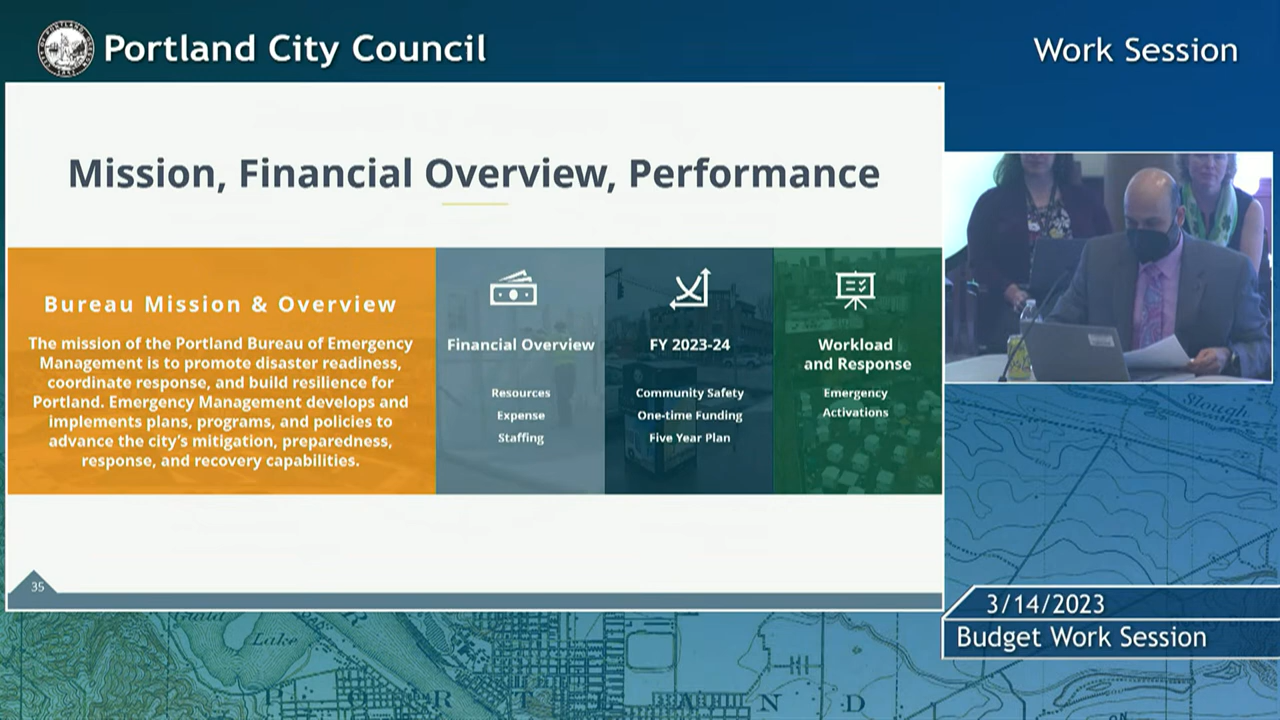 Portland City Council
Work Session
Mission, Financial Overview, Performance
Bureau Mission & Overview
The mission of the Portland Bureau of Emergency
Management is to promote disaster readiness,
coordinate response, and build resilience for
Portland. Emergency Management develops and
implements plans, programs, and policies to
advance the city's mitigation, preparedness,
response, and recovery capabilities.
Financial Overview
Resources
Expense
Staffing
FY 2023-24
Community Safety
One-time Funding
Five Year Plan
Workload
and Response
Emergency
Activations
35
Slough
3/14/2023
Budget Work Session
Guild
Lake
P O R T L A N D